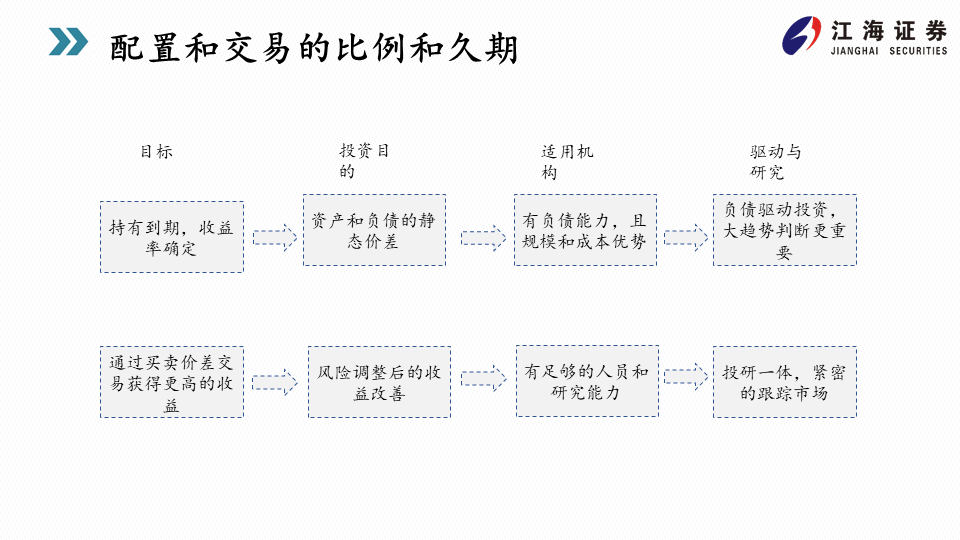 配置和交易的比例和久期
江海证券
JIANGHAI SECURITIES
目标
投资目
的
适用机
构
驱动与
研究
持有到期，收益
率确定
资产和负债的静
态价差
有负债能力，且
规模和成本优势
负债驱动投资，
大趋势判断更重
要
通过买卖价差交
易获得更高的收
益
风险调整后的收
益改善
有足够的人员和
研究能力
投研一体，紧密
的跟踪市场